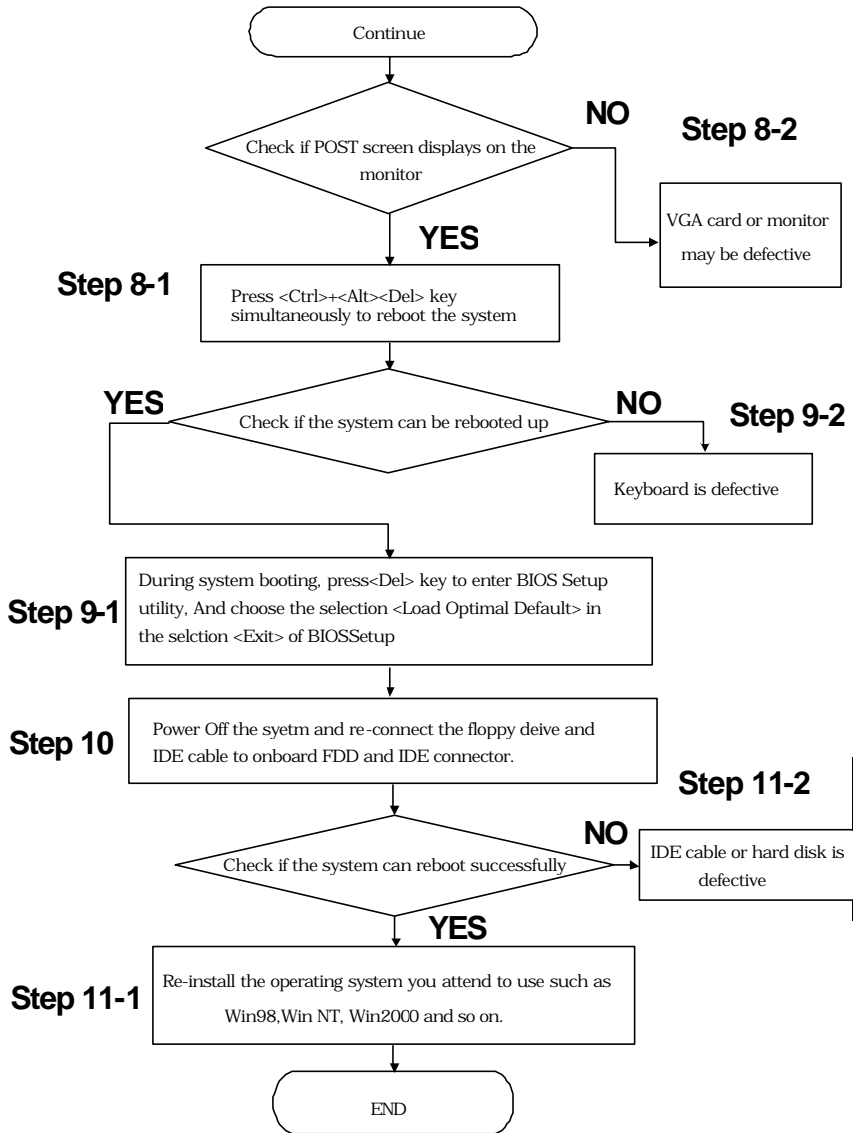 Continue
NO
Step 8-2
Check if POST screen displays on the
monitor
VGA card or monitor
may be defective
YES
Step 8-1
Press <Ctrl>+<Alt><Del> key
simultaneously to reboot the system
YES
NO
Step 9-2
Check if the system can be rebooted up
Keyboard is defective
Step 9-1
During system booting, press<Del> key to enter BIOS Setup
utility, And choose the selection <Load Optimal Default> in
the selction <Exit> of BIOSSetup
Step 10
Power Off the syetm and re-connect the floppy deive and
IDE cable to onboard FDD and IDE connector.
Step 11-2
NO
Check if the system can reboot successfully
IDE cable or hard disk is
defective
YES
Step 11-1
Re-install the operating system you attend to use such as
Win98,Win NT, Win2000 and so on.
END